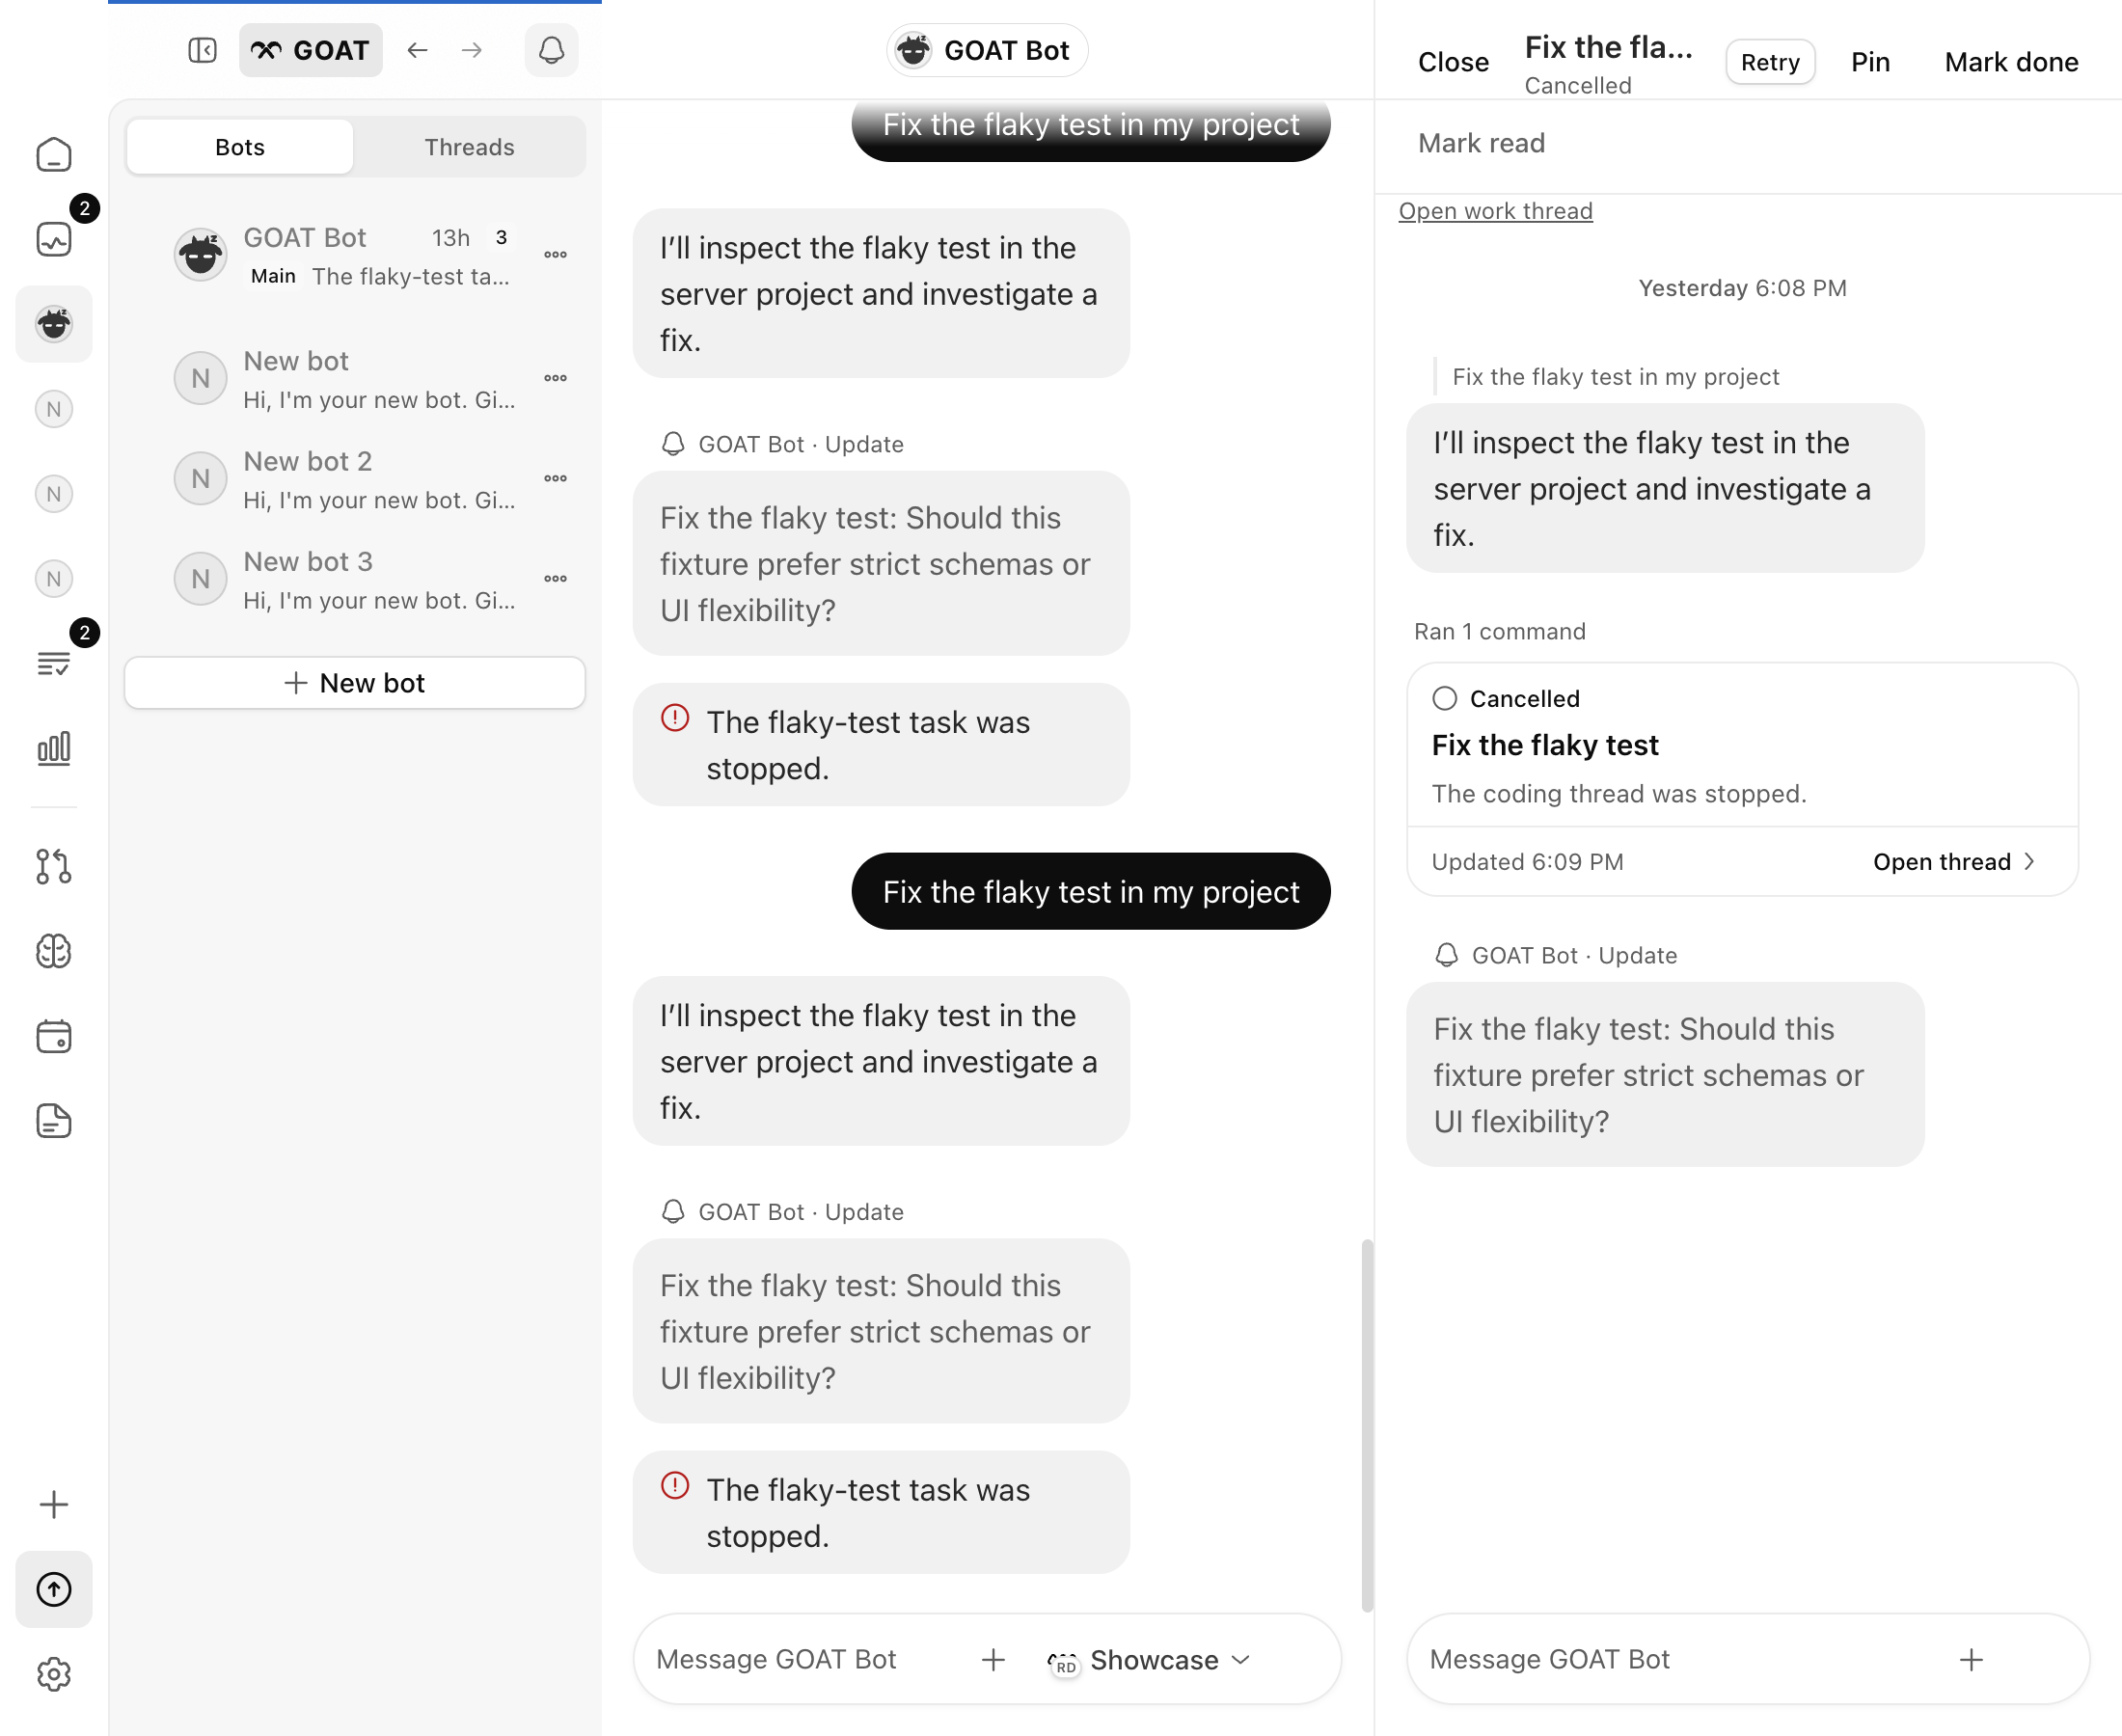 GOAT
GOAT Bot
Close
Fix the fla...
Cancelled
Retry
Pin
Mark done
2
2
N
N
N
Bots
Threads
GOAT Bot
13h
3
Main
The flaky-test ta...
N
New bot
Hi, I'm your new bot. Gi...
N
New bot 2
Hi, I'm your new bot. Gi...
N
New bot 3
Hi, I'm your new bot. Gi...
New bot
Fix the flaky test in my project
I’ll inspect the flaky test in the
server project and investigate a
fix.
GOAT Bot · Update
Fix the flaky test: Should this
fixture prefer strict schemas or
UI flexibility?
The flaky-test task was
stopped.
Fix the flaky test in my project
I’ll inspect the flaky test in the
server project and investigate a
fix.
GOAT Bot · Update
Fix the flaky test: Should this
fixture prefer strict schemas or
UI flexibility?
The flaky-test task was
stopped.
Message GOAT Bot
RD
Showcase
Mark read
Open work thread
Yesterday 6:08 PM
Fix the flaky test in my project
I’ll inspect the flaky test in the
server project and investigate a
fix.
Ran 1 command
Cancelled
Fix the flaky test
The coding thread was stopped.
Updated 6:09 PM
Open thread
GOAT Bot · Update
Fix the flaky test: Should this
fixture prefer strict schemas or
UI flexibility?
Message GOAT Bot